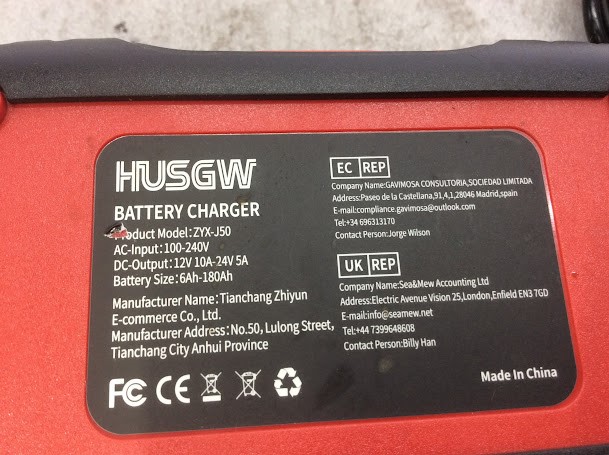 HUSGW
BATTERY CHARGER
Product Model:ZYX-J50
AC-Input:100-240V
DC-Output:12V 10A-24V 5A
Battery Size:6Ah-180Ah
Manufacturer Name:Tianchang Zhiyun
E-commerce Co., Ltd.
Manufacturer Address:No.50, Lulong Street,
Tianchang City Anhui Province
FC CE
EC REP
Company Name:GAVIMOSA CONSULTORIA,SOCIEDAD LIMITADA
Address:Paseo de la Castellana,91,4,1,28046 Madrid,spain
E-mail:compliance.gavimosa@outlook.com
Tel:+34 696313170
Contact Person:Jorge Wilson
UK REP
Company Name:Sea&Mew Accounting Ltd
Address:Electric Avenue Vision 25,London,Enfield EN3 7GD
E-mail:info@seamew.net
Tel:+44 7399648608
Contact Person:Billy Han
Made In China